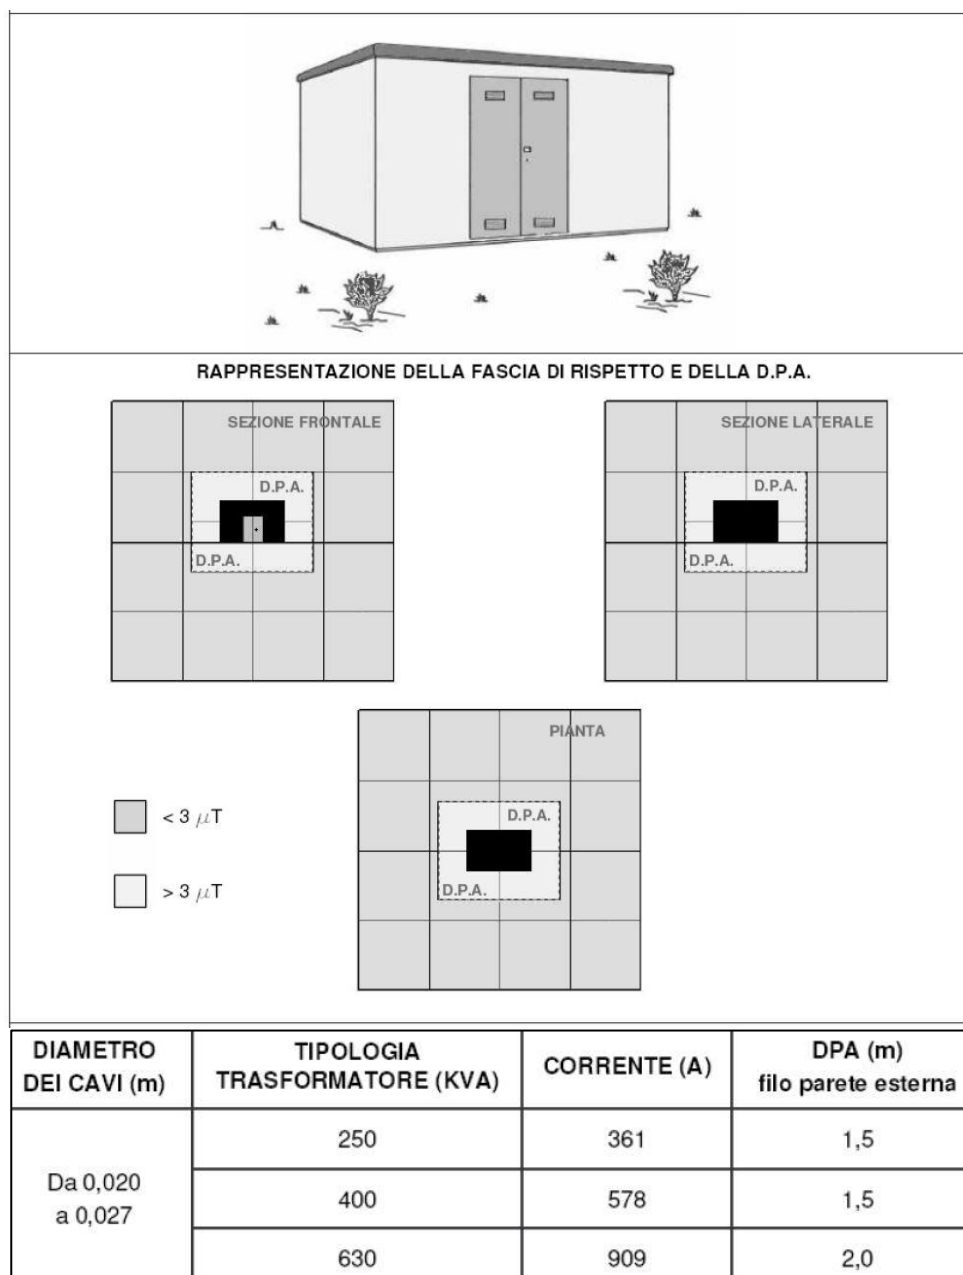 RAPPRESENTAZIONE DELLA FASCIA DI RISPETTO E DELLA D.P.A.
SEZIONE FRONTALE
D.P.A.
D.P.A.
SEZIONE LATERALE
D.P.A.
D.P.A.
PIANTA
D.P.A.
D.P.A.
< 3 μT
> 3 μT
DIAMETRO
DEI CAVI (m)
TIPOLOGIA
TRASFORMATORE (KVA)
CORRENTE (A)
DPA (m)
filo parete esterna
Da 0,020
a 0,027
250
361
1,5
400
578
1,5
630
909
2,0